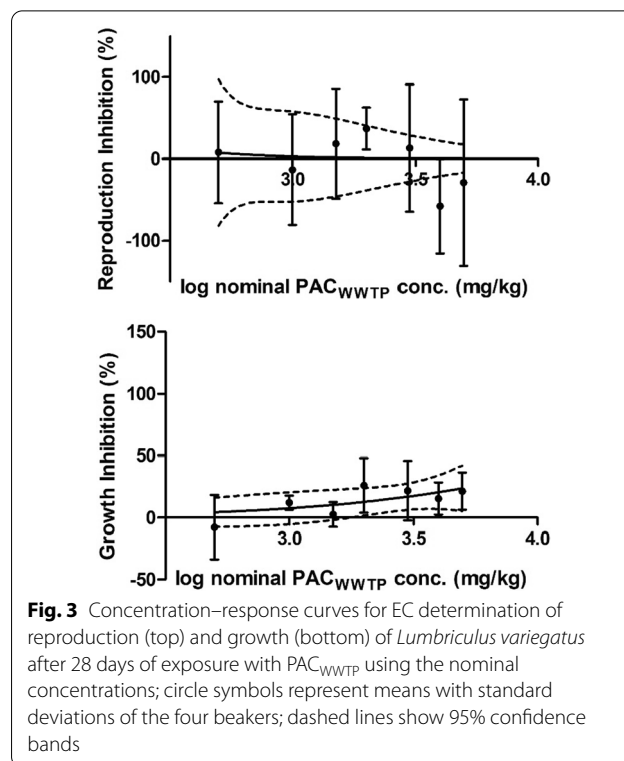 Reproduction Inhibition (%)
100
0
-100
3.0
3.5
4.0
log nominal PAC_WWTP conc. (mg/kg)
Growth Inhibition (%)
150
100
50
0
-50
3.0
3.5
4.0
log nominal PAC_WWTP conc. (mg/kg)
Fig. 3 Concentration–response curves for EC determination of
reproduction (top) and growth (bottom) of Lumbriculus variegatus
after 28 days of exposure with PAC_WWTP using the nominal
concentrations; circle symbols represent means with standard
deviations of the four beakers; dashed lines show 95% confidence
bands